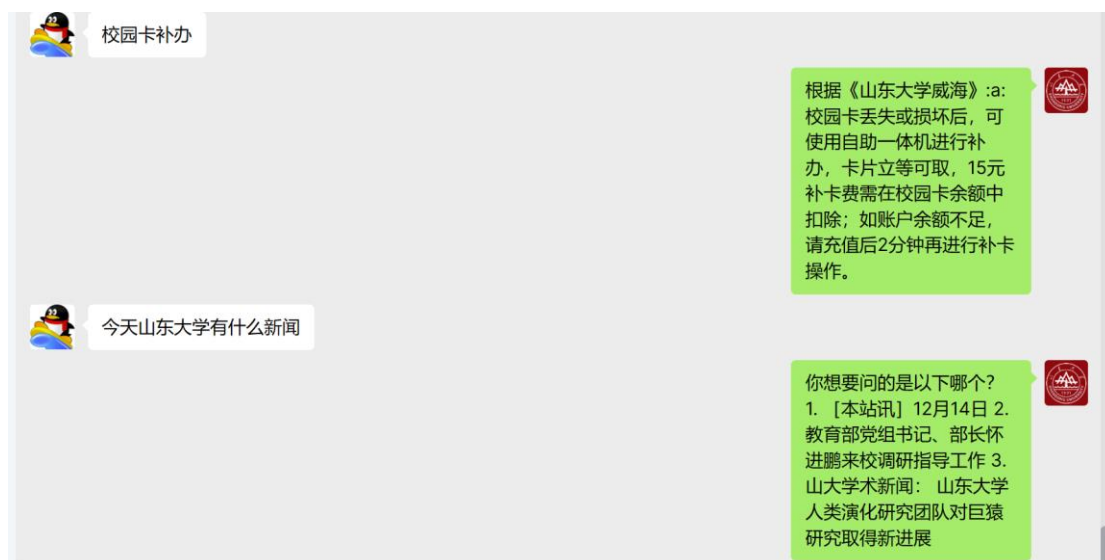 校园卡补办
根据《山东大学威海》:a:
校园卡丢失或损坏后，可
使用自助一体机进行补
办，卡片立等可取，15元
补卡费需在校园卡余额中
扣除；如账户余额不足，
请充值后2分钟再进行补卡
操作。
今天山东大学有什么新闻
你想要问的是以下哪个？
1. [本站讯] 12月14日 2.
教育部党组书记、部长怀
进鹏来校调研指导工作 3.
山大学术新闻： 山东大学
人类演化研究团队对巨猿
研究取得新进展